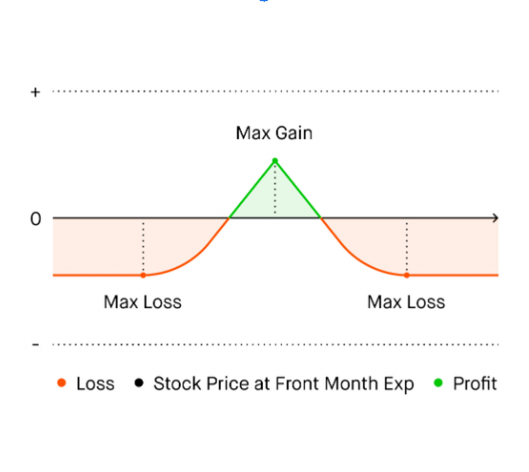 +
Max Gain
0
Max Loss
Max Loss
-
Loss
Stock Price at Front Month Exp
Profit